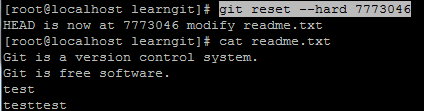 [root@localhost learngit]# git reset --hard 7773046
HEAD is now at 7773046 modify readme.txt
[root@localhost learngit]# cat readme.txt
Git is a version control system.
Git is free software.
test
testtest